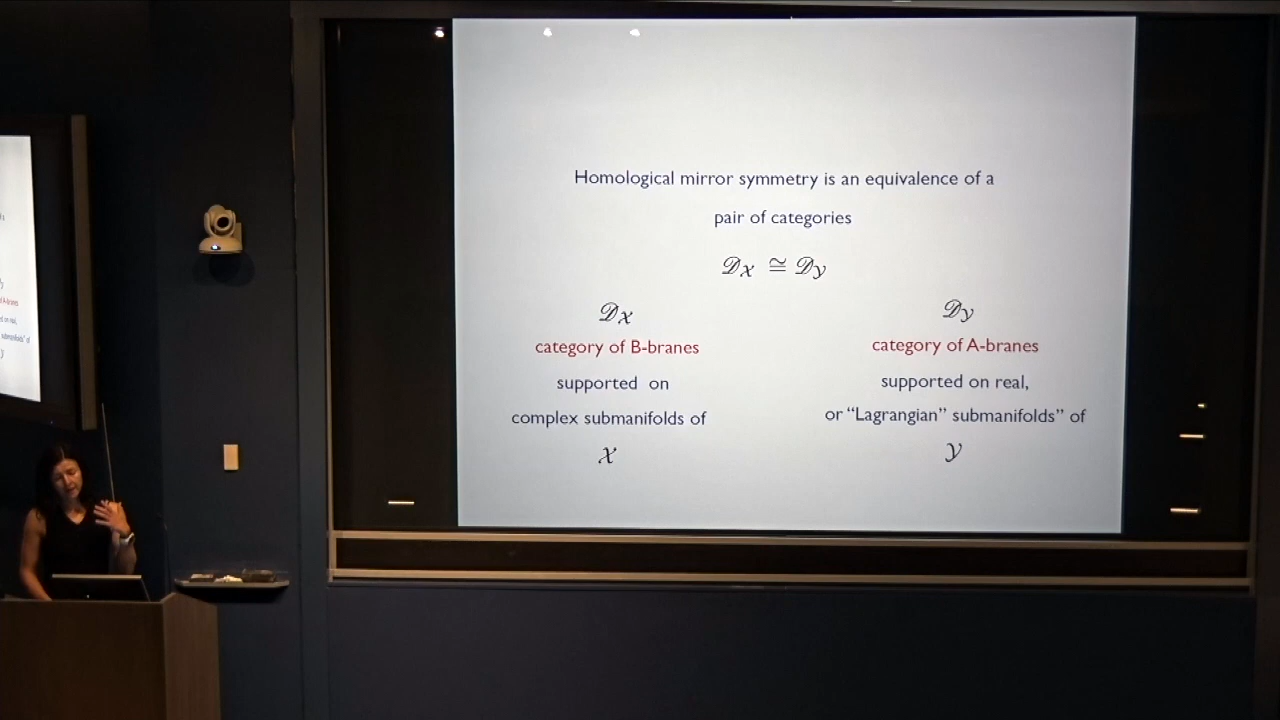 Homological mirror symmetry is an equivalence of a
pair of categories
𝒟𝒳 ≅ 𝒟𝒴
𝒟𝒳
category of B-branes
supported on
complex submanifolds of
𝒳
𝒟𝒴
category of A-branes
supported on real,
or “Lagrangian” submanifolds” of
𝒴